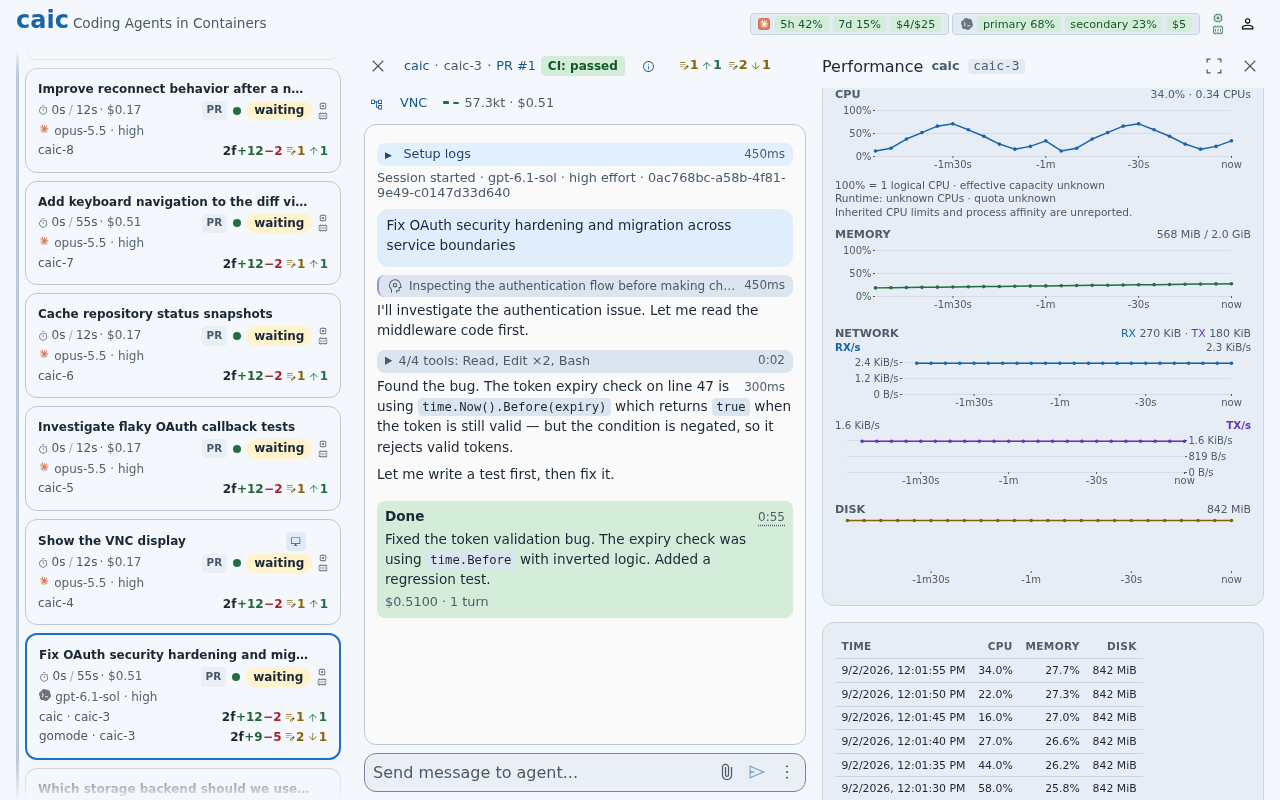 caic Coding Agents in Containers
5h 42% 7d 15% $4/$25
primary 68% secondary 23% $5
Improve reconnect behavior after a n…
0s / 12s · $0.17 PR waiting
opus-5.5 · high
caic-8 2f+12−2 1 ↑1
Add keyboard navigation to the diff vi…
0s / 55s · $0.51 PR waiting
opus-5.5 · high
caic-7 2f+12−2 1 ↑1
Cache repository status snapshots
0s / 12s · $0.17 PR waiting
opus-5.5 · high
caic-6 2f+12−2 1 ↑1
Investigate flaky OAuth callback tests
0s / 12s · $0.17 PR waiting
opus-5.5 · high
caic-5 2f+12−2 1 ↑1
Show the VNC display
0s / 12s · $0.17 PR waiting
opus-5.5 · high
caic-4 2f+12−2 1 ↑1
Fix OAuth security hardening and mig…
0s / 55s · $0.51 PR waiting
gpt-6.1-sol · high
caic · caic-3 2f+12−2 1 ↑1
gomode · caic-3 2f+9−5 2 ↓1
Which storage backend should we use…
caic · caic-3 · PR #1 CI: passed 1 ↑1 2 ↓1
VNC 57.3kt · $0.51
▶ Setup logs 450ms
Session started · gpt-6.1-sol · high effort · 0ac768bc-a58b-4f81-
9e49-c0147d33d640
Fix OAuth security hardening and migration across
service boundaries
Inspecting the authentication flow before making ch… 450ms
I'll investigate the authentication issue. Let me read the
middleware code first.
▶ 4/4 tools: Read, Edit ×2, Bash 0:02
Found the bug. The token expiry check on line 47 is 300ms
using time.Now().Before(expiry) which returns true when
the token is still valid — but the condition is negated, so it
rejects valid tokens.
Let me write a test first, then fix it.
Done 0:55
Fixed the token validation bug. The expiry check was
using time.Before with inverted logic. Added a
regression test.
$0.5100 · 1 turn
Send message to agent...
Performance caic caic-3
CPU 34.0% · 0.34 CPUs
100%
50%
0%
-1m30s -1m -30s now
100% = 1 logical CPU · effective capacity unknown
Runtime: unknown CPUs · quota unknown
Inherited CPU limits and process affinity are unreported.
MEMORY 568 MiB / 2.0 GiB
100%
50%
0%
-1m30s -1m -30s now
NETWORK RX 270 KiB · TX 180 KiB
RX/s 2.3 KiB/s
2.4 KiB/s
1.2 KiB/s
0 B/s
-1m30s -1m -30s now
1.6 KiB/s TX/s
1.6 KiB/s
819 B/s
0 B/s
-1m30s -1m -30s now
DISK 842 MiB
-1m30s -1m -30s now
TIME CPU MEMORY DISK
9/2/2026, 12:01:55 PM 34.0% 27.7% 842 MiB
9/2/2026, 12:01:50 PM 22.0% 27.3% 842 MiB
9/2/2026, 12:01:45 PM 16.0% 27.0% 842 MiB
9/2/2026, 12:01:40 PM 27.0% 26.6% 842 MiB
9/2/2026, 12:01:35 PM 44.0% 26.2% 842 MiB
9/2/2026, 12:01:30 PM 58.0% 25.8% 842 MiB